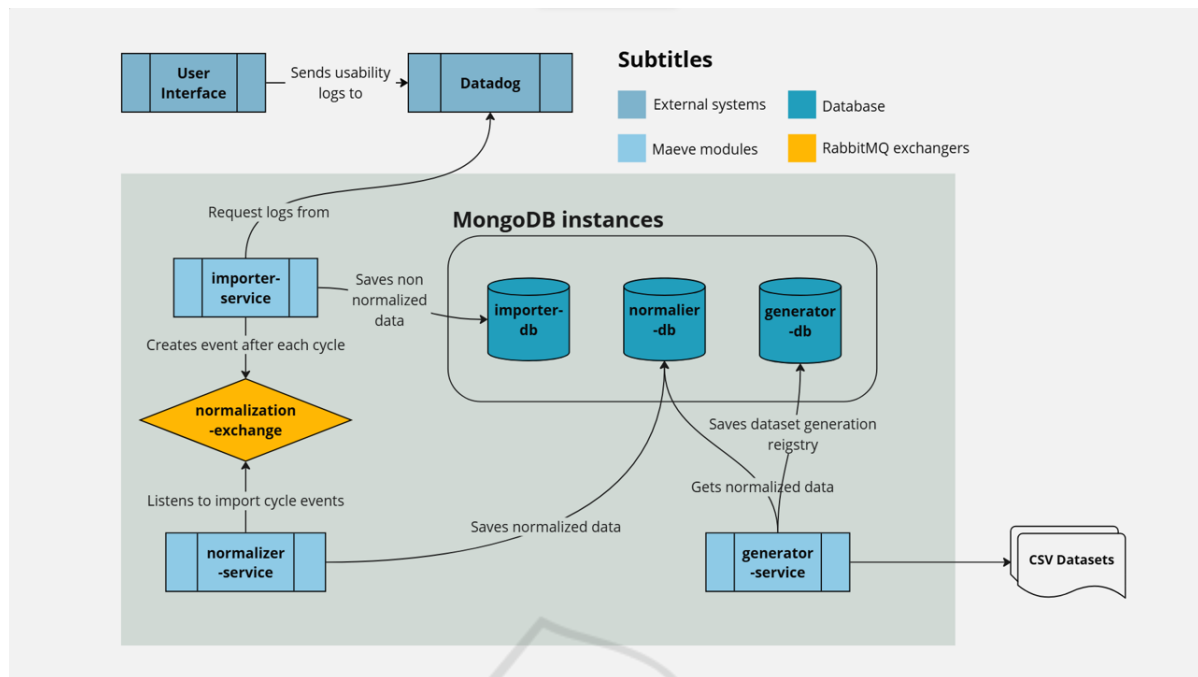 User
Interface
Sends usability
logs to
Datadog
Subtitles
External systems
Database
Maeve modules
RabbitMQ exchangers
Request logs from
MongoDB instances
importer-
service
Saves non
normalized
data
importer-
db
normalier
-db
generator
-db
Creates event after each cycle
normalization
-exchange
Saves dataset generation
reigstry
Listens to import cycle events
Gets normalized data
Saves normalized data
normalizer
-service
generator
-service
CSV Datasets